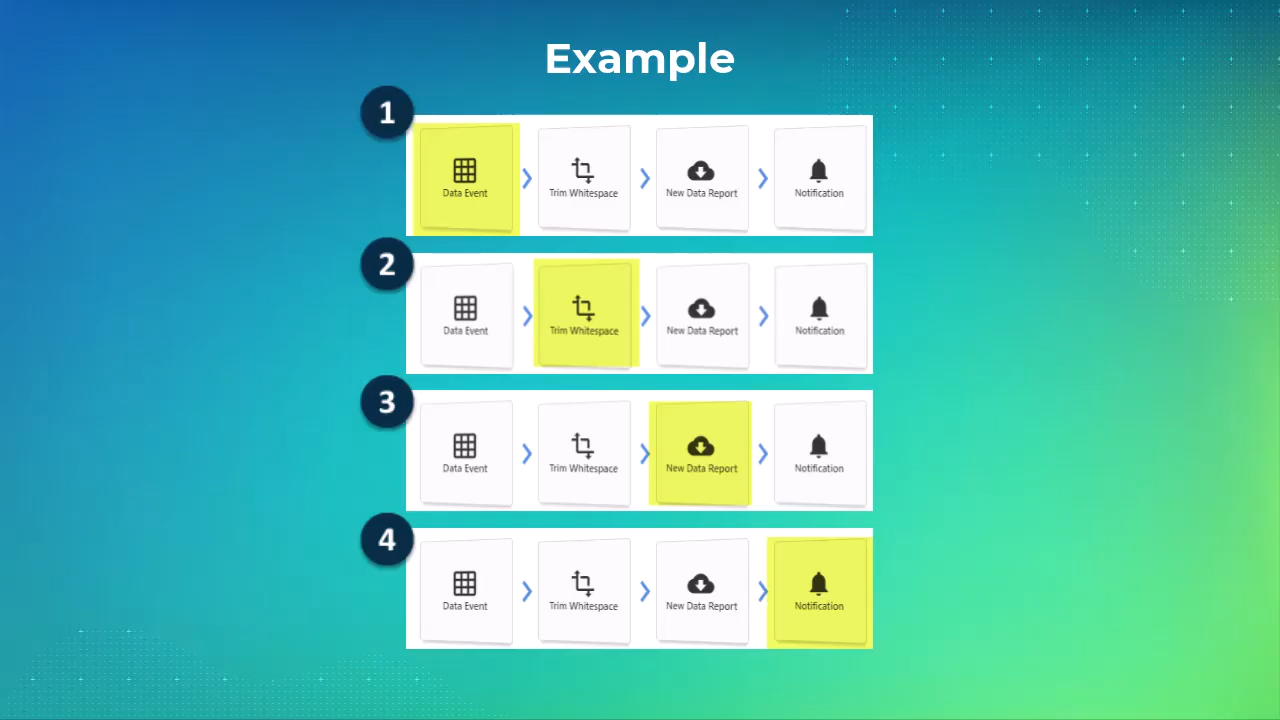 Example
1
Data Event
Trim Whitespace
New Data Report
Notification
2
Data Event
Trim Whitespace
New Data Report
Notification
3
Data Event
Trim Whitespace
New Data Report
Notification
4
Data Event
Trim Whitespace
New Data Report
Notification